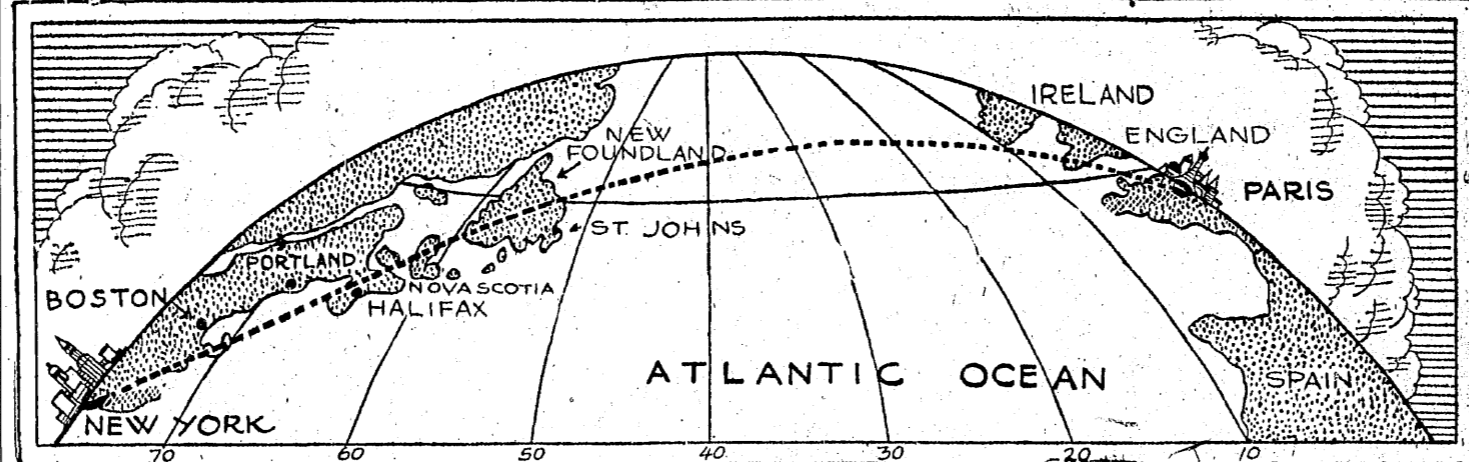 IRELAND
NEW
FOUNDLAND
ENGLAND
PARIS
ST. JOHNS
PORTLAND
BOSTON
NOVA SCOTIA
HALIFAX
ATLANTIC OCEAN
SPAIN
NEW YORK
70 60 50 40 30 20 10